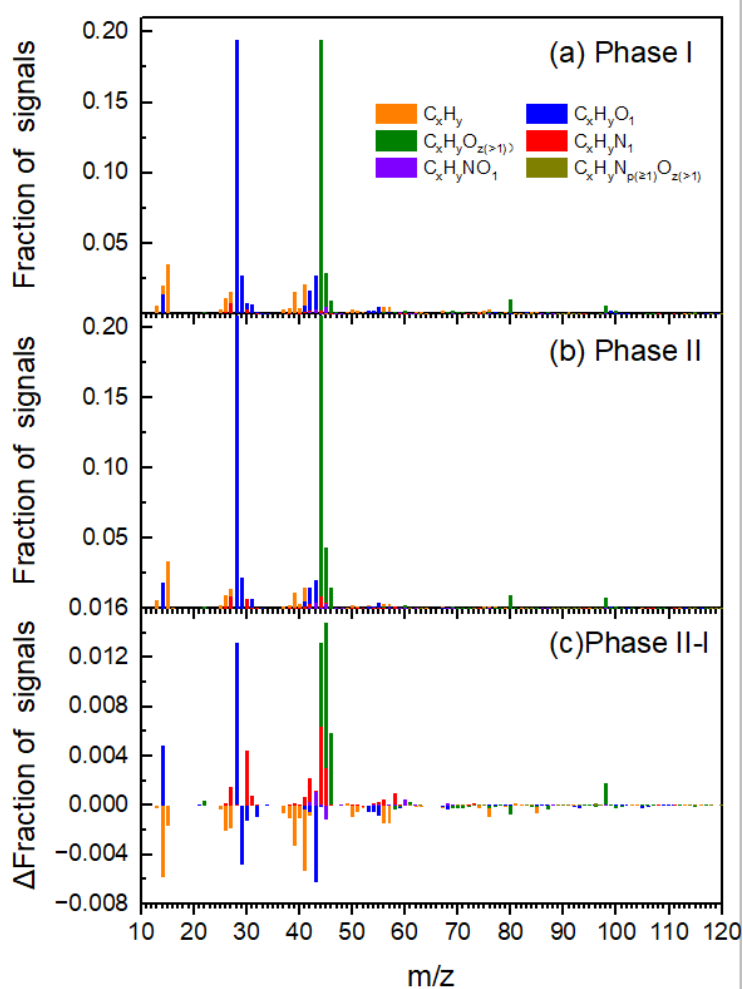 (a) Phase I
0.20
0.15
0.10
0.05
Fraction of signals
CxHy
CxHyO1
CxHyOz(>1))
CxHyN1
CxHyNO1
CxHyNp(≥1)Oz(>1)
(b) Phase II
0.20
0.15
0.10
0.05
Fraction of signals
(c)Phase II-I
0.016
0.012
0.008
0.004
0.000
−0.004
−0.008
ΔFraction of signals
10 20 30 40 50 60 70 80 90 100 110 120
m/z